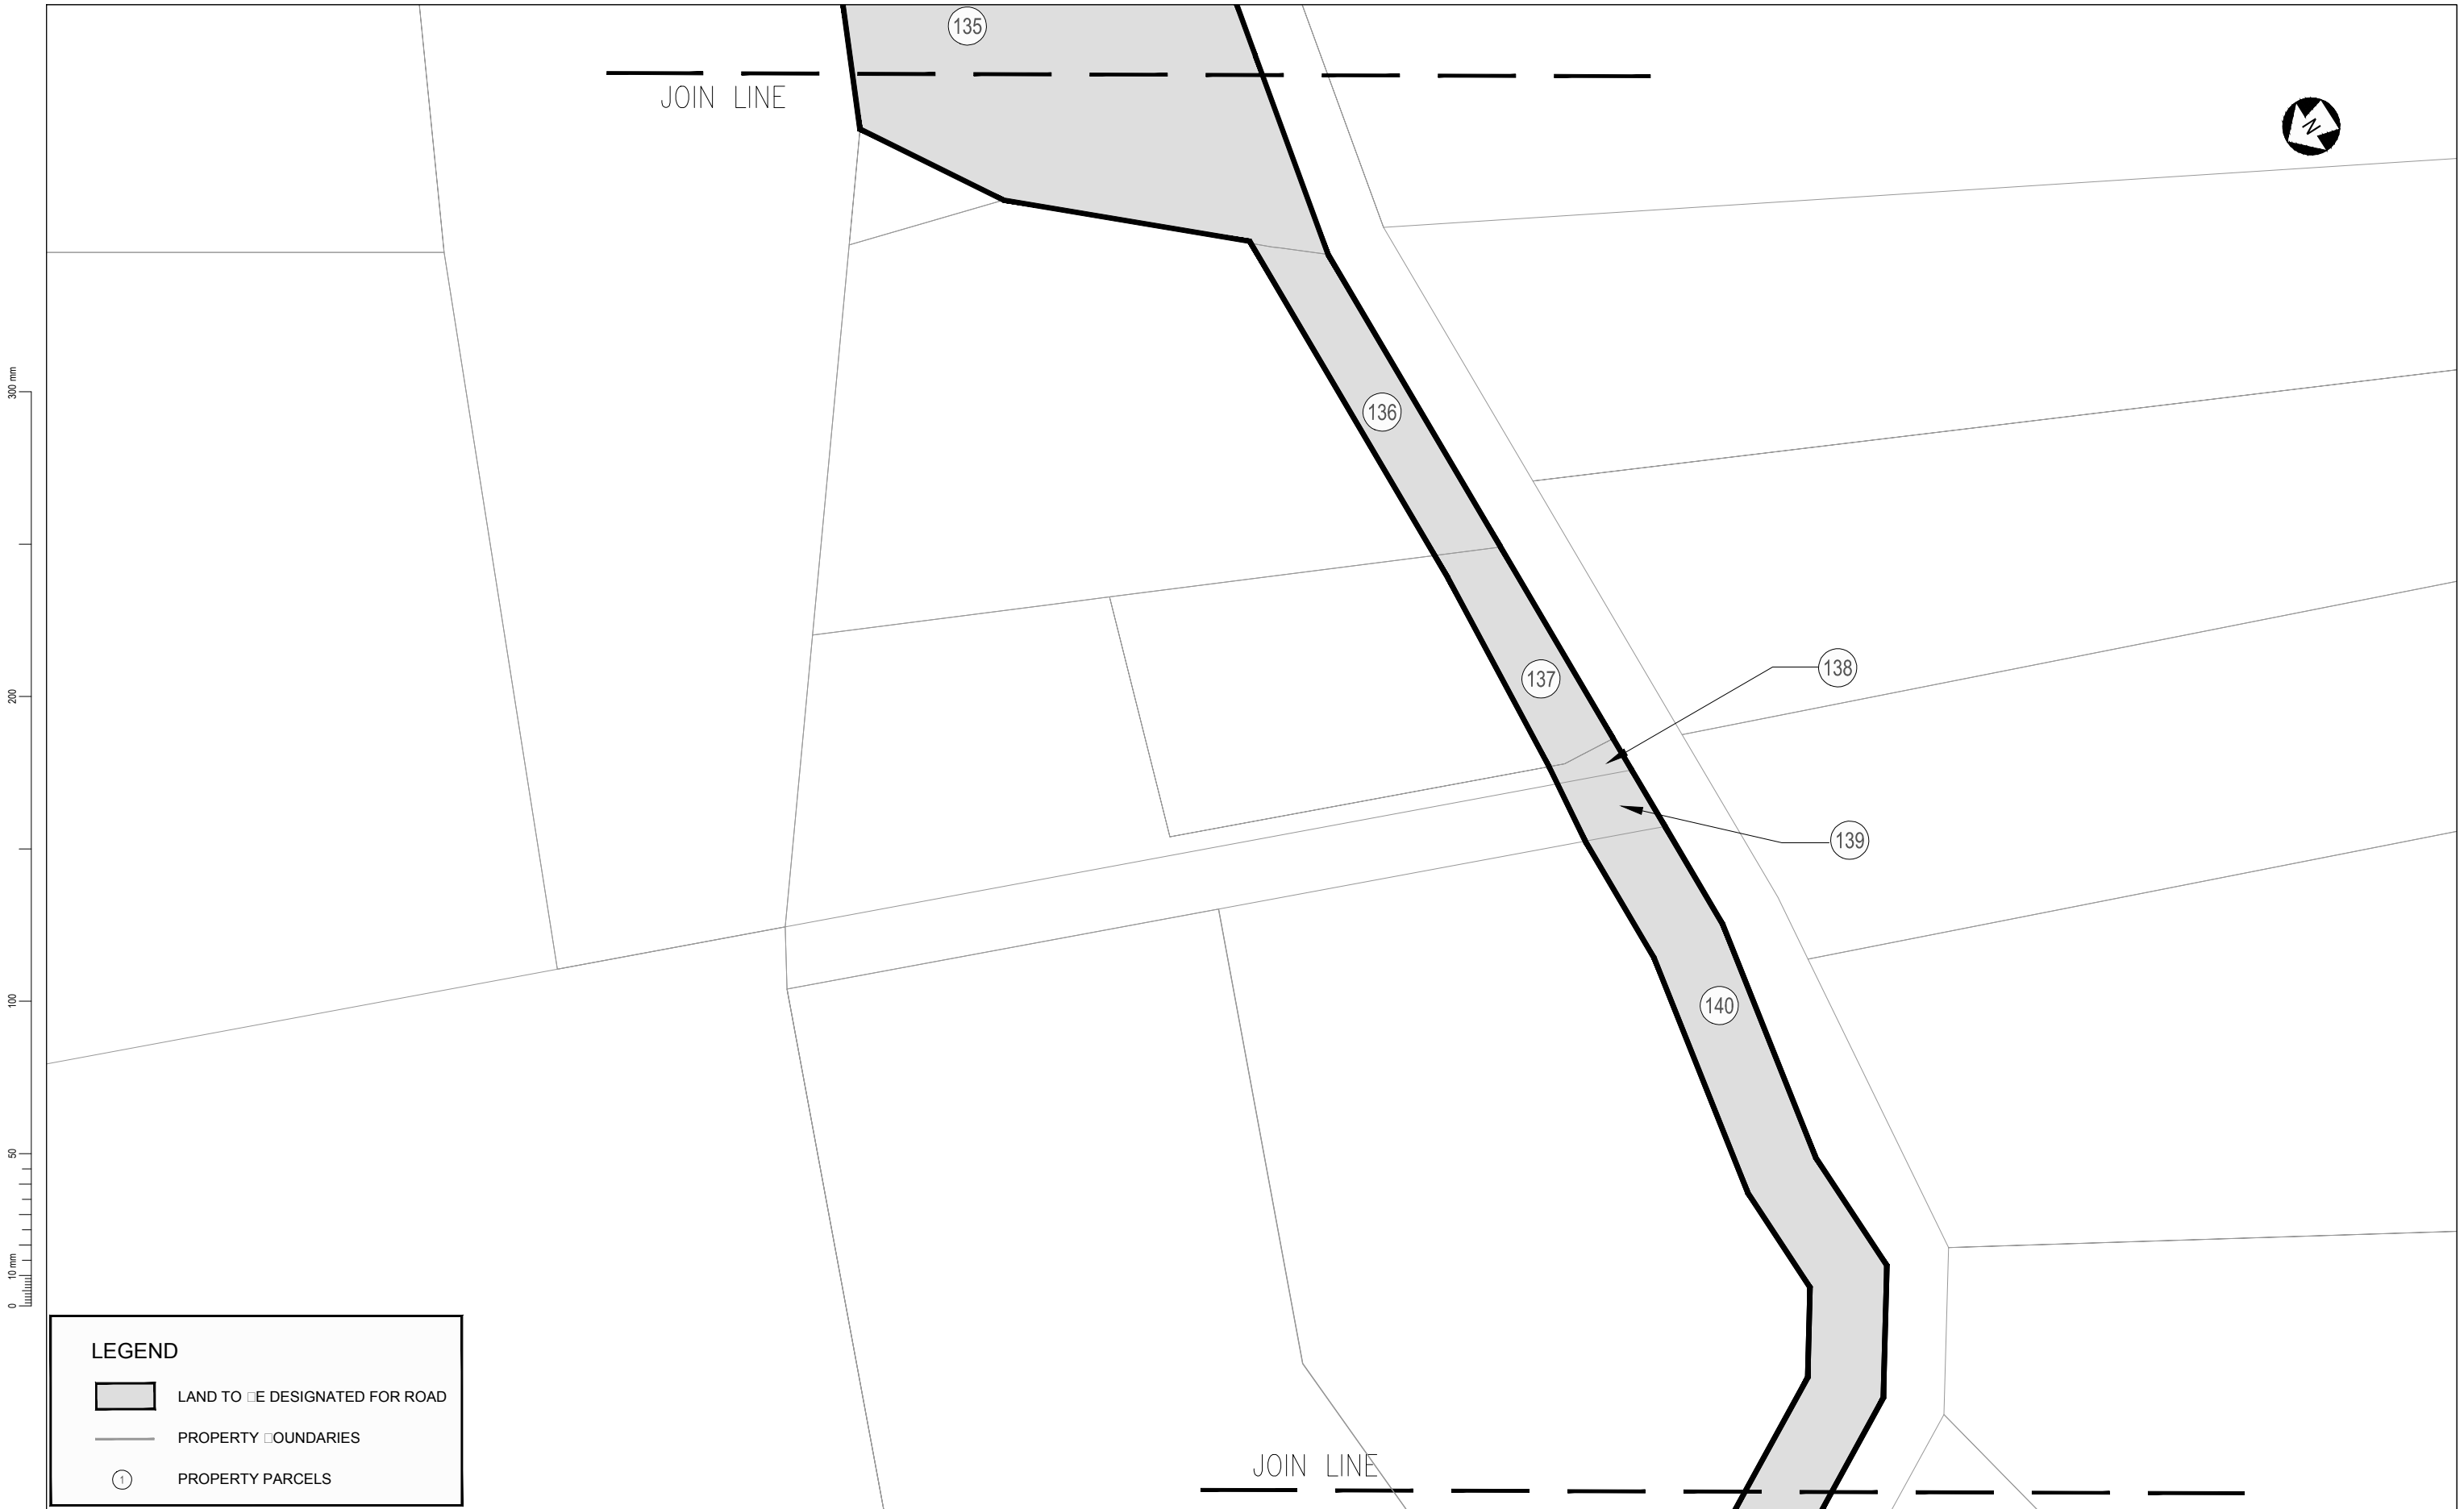 135
JOIN LINE
N
300 mm
136
200
138
137
139
100
140
50
10 mm
0
LEGEND
LAND TO □E DESIGNATED FOR ROAD
PROPERTY □OUNDARIES
1 PROPERTY PARCELS
JOIN LINE